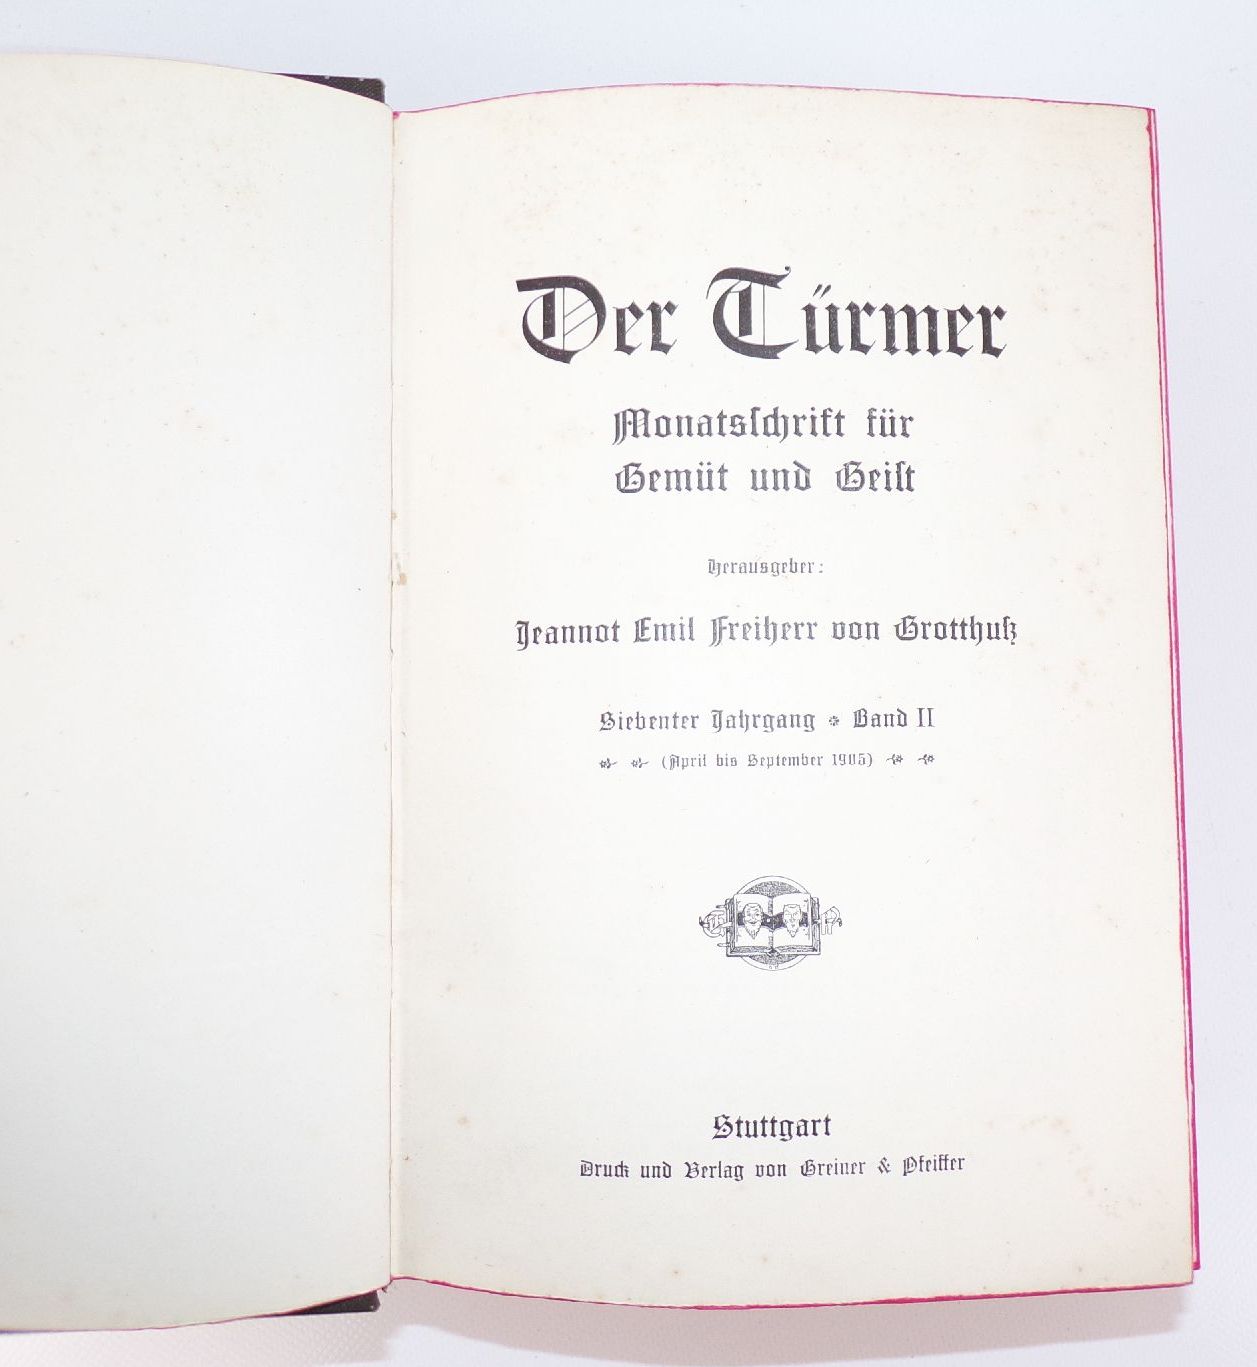 Der Türmer
Monatsschrift für
Gemüt und Geist
Herausgeber:
Jeannot Emil Freiherr von Grotthuß
Siebenter Jahrgang * Band II
(April bis September 1905)
Stuttgart
Druck und Verlag von Greiner & Pfeiffer